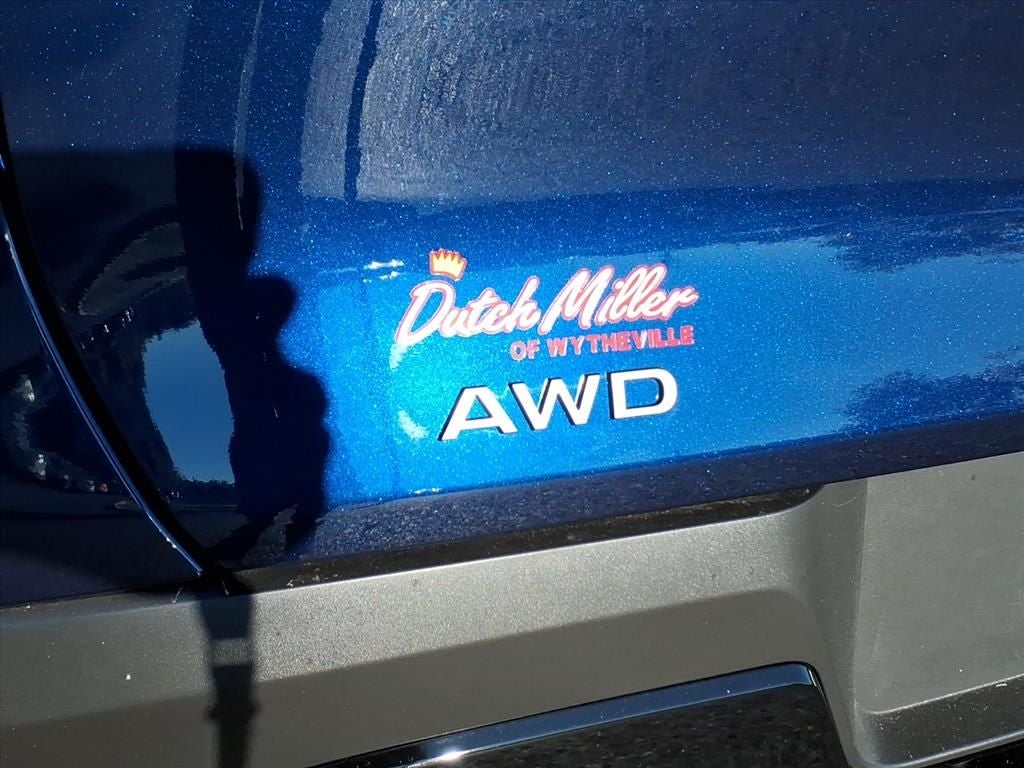 Dutch Miller
OF WYTHEVILLE
AWD